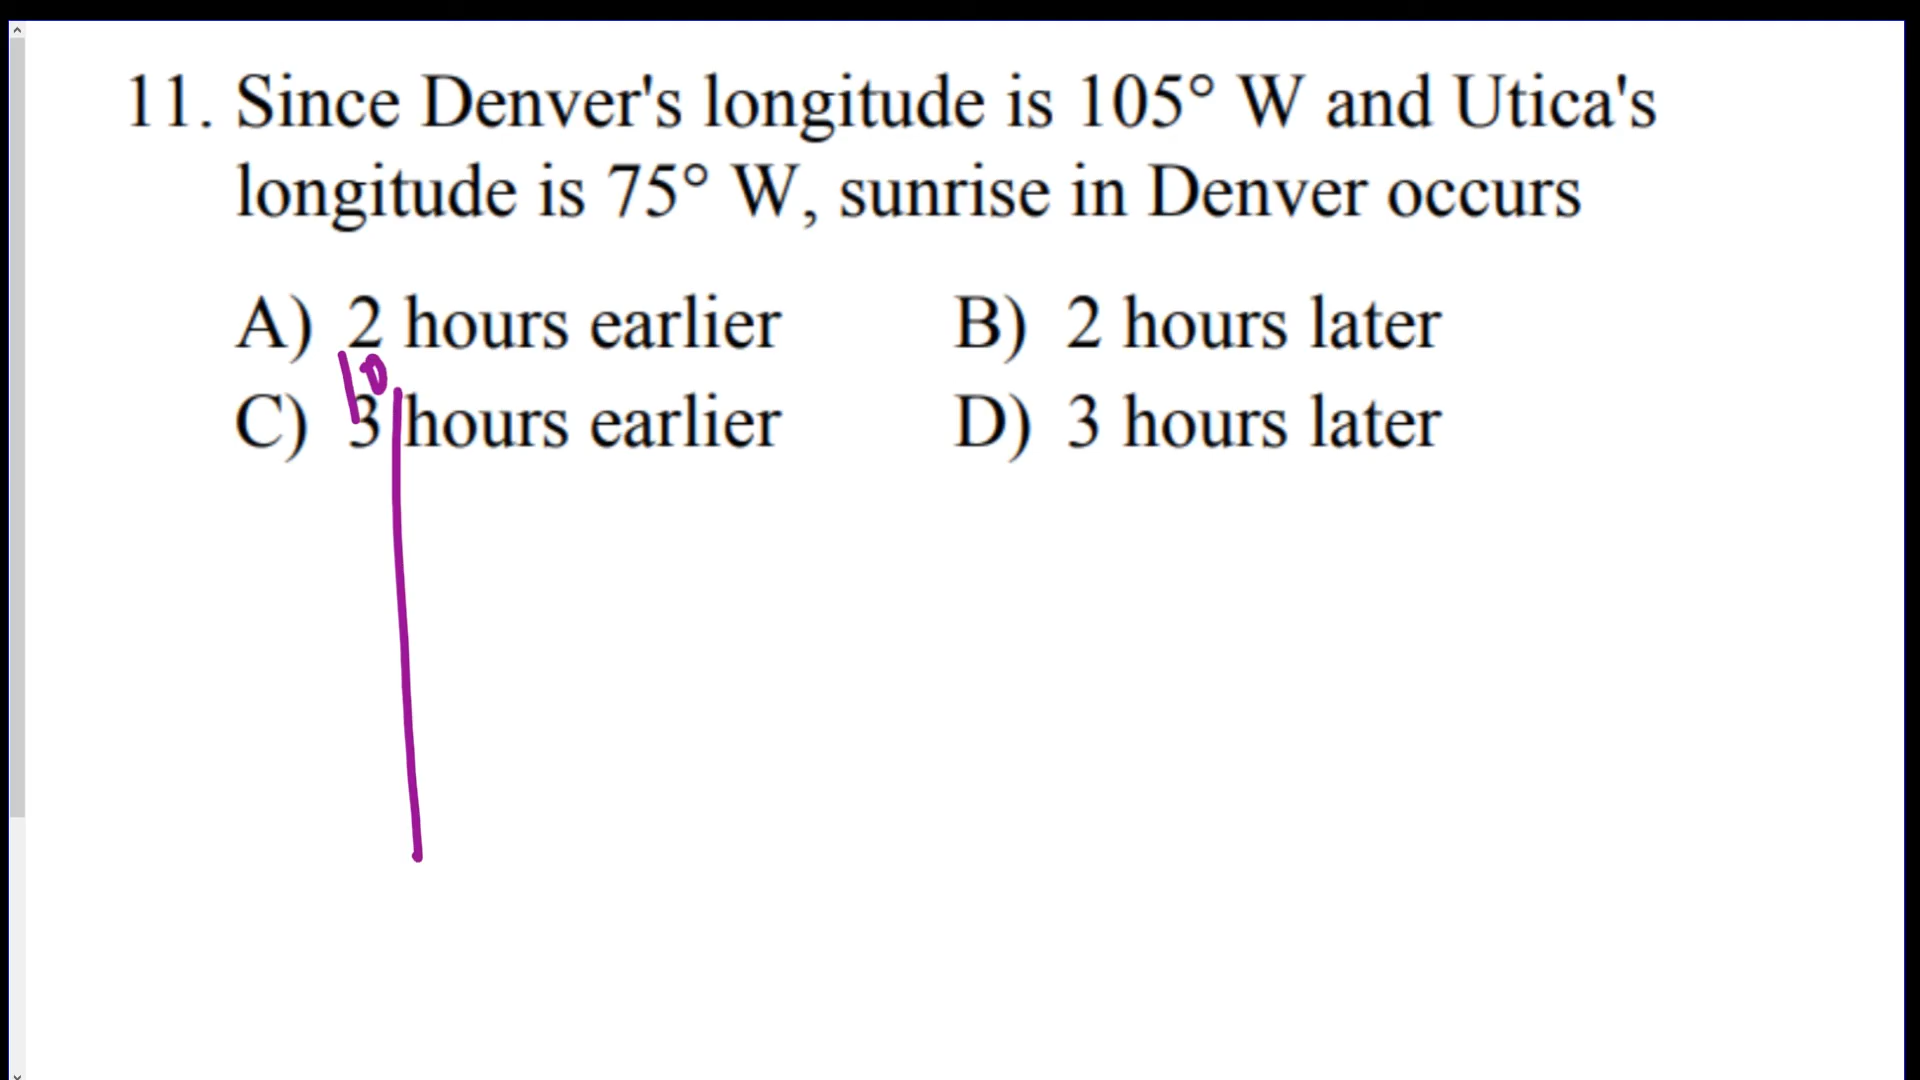 11. Since Denver's longitude is 105° W and Utica's
longitude is 75° W, sunrise in Denver occurs
A) 2 hours earlier B) 2 hours later
10
C) 3 hours earlier D) 3 hours later